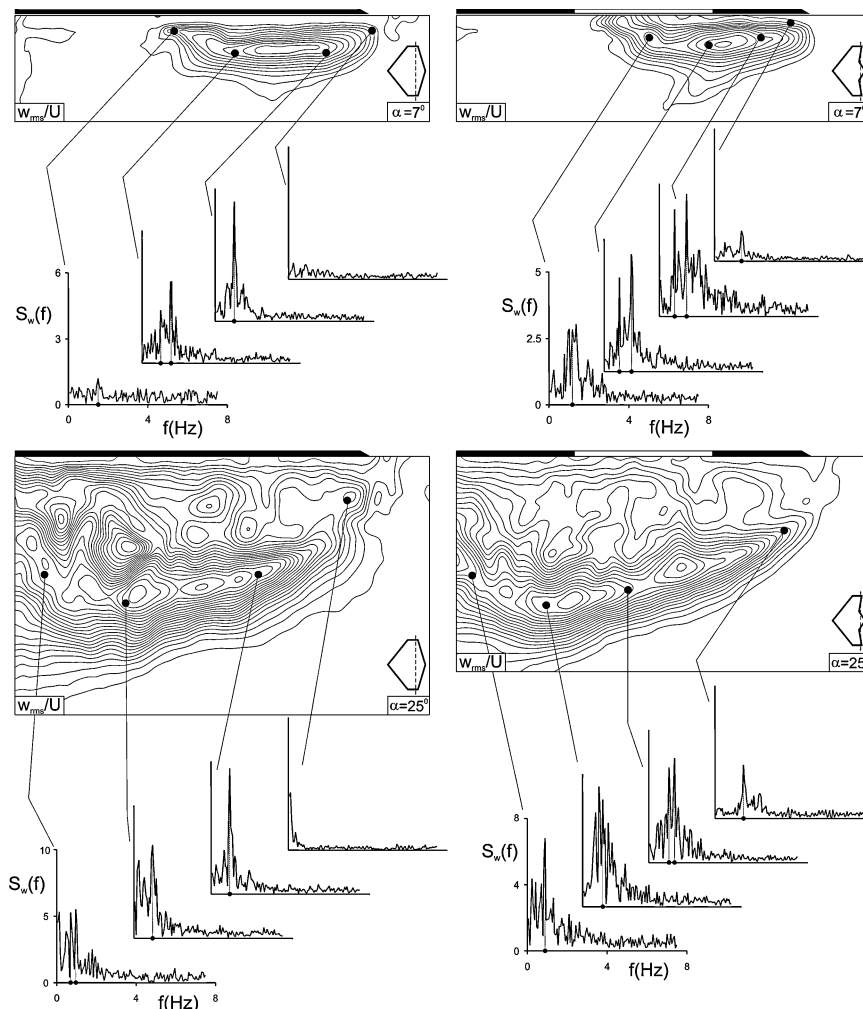 w_rms/U
α=7⁰
w_rms/U
α=7
6
3
0
S_w(f)
0
4
8
f(Hz)
5
2.5
0
S_w(f)
0
4
8
f(Hz)
w_rms/U
α=25⁰
w_rms/U
α=25
10
5
0
S_w(f)
0
4
8
f(Hz)
8
4
0
S_w(f)
0
4
8
f(Hz)